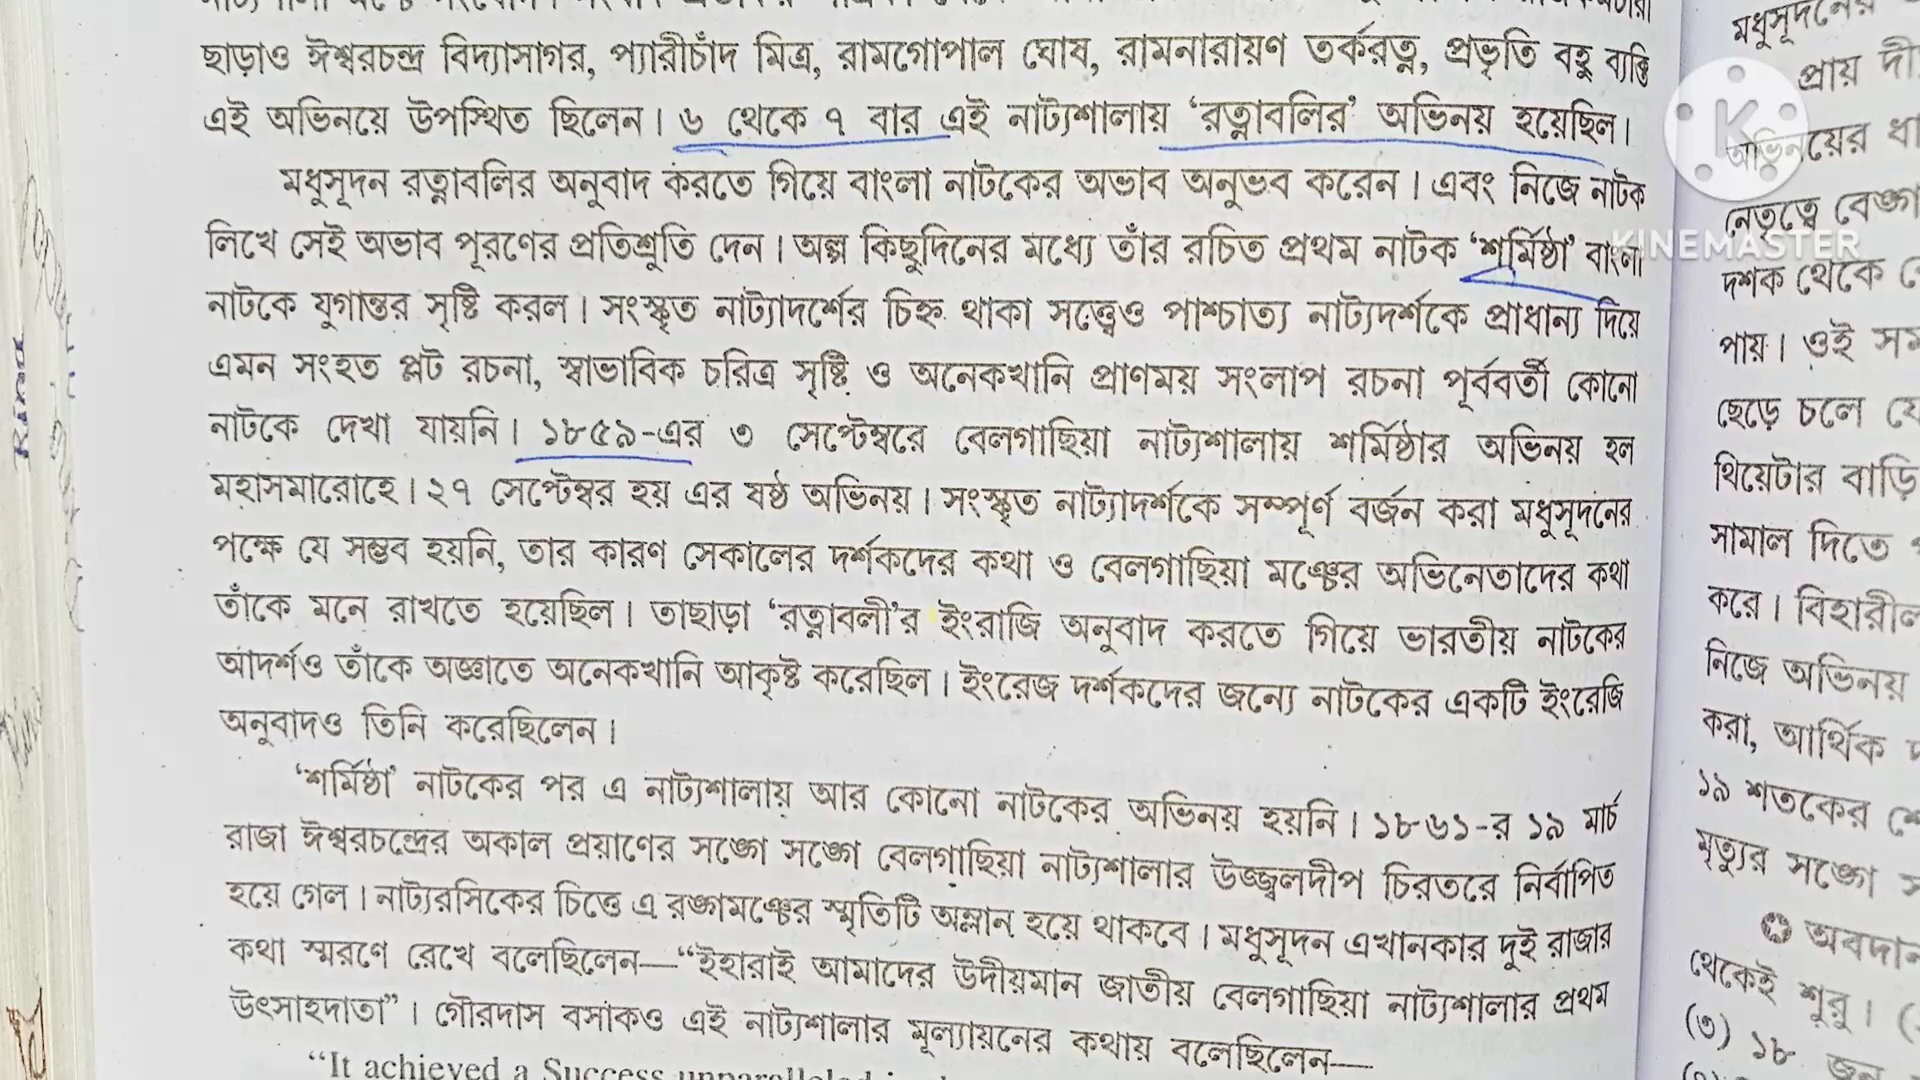 ছাড়াও ঈশ্বরচন্দ্র বিদ্যাসাগর, প্যারীচাঁদ মিত্র, রামগোপাল ঘোষ, রামনারায়ণ তর্করত্ন, প্রভৃতি বহু ব্যক্তি
এই অভিনয়ে উপস্থিত ছিলেন। ৬ থেকে ৭ বার এই নাট্যশালায় ‘রত্নাবলির’ অভিনয় হয়েছিল।
মধুসূদন রত্নাবলির অনুবাদ করতে গিয়ে বাংলা নাটকের অভাব অনুভব করেন। এবং নিজে নাটক
লিখে সেই অভাব পূরণের প্রতিশ্রুতি দেন। অল্প কিছুদিনের মধ্যে তাঁর রচিত প্রথম নাটক ‘শর্মিষ্ঠা’ বাংলা
নাটকে যুগান্তর সৃষ্টি করল। সংস্কৃত নাট্যাদর্শের চিহ্ন থাকা সত্ত্বেও পাশ্চাত্য নাট্যদর্শকে প্রাধান্য দিয়ে
এমন সংহত প্লট রচনা, স্বাভাবিক চরিত্র সৃষ্টি ও অনেকখানি প্রাণময় সংলাপ রচনা পূর্ববর্তী কোনো
নাটকে দেখা যায়নি। ১৮৫৯-এর ৩ সেপ্টেম্বরে বেলগাছিয়া নাট্যশালায় শর্মিষ্ঠার অভিনয় হল
মহাসমারোহে। ২৭ সেপ্টেম্বর হয় এর ষষ্ঠ অভিনয়। সংস্কৃত নাট্যাদর্শকে সম্পূর্ণ বর্জন করা মধুসূদনের
পক্ষে যে সম্ভব হয়নি, তার কারণ সেকালের দর্শকদের কথা ও বেলগাছিয়া মঞ্চের অভিনেতাদের কথা
তাঁকে মনে রাখতে হয়েছিল। তাছাড়া ‘রত্নাবলী’র ইংরাজি অনুবাদ করতে গিয়ে ভারতীয় নাটকের
আদর্শও তাঁকে অজ্ঞাতে অনেকখানি আকৃষ্ট করেছিল। ইংরেজ দর্শকদের জন্যে নাটকের একটি ইংরেজি
অনুবাদও তিনি করেছিলেন।
‘শর্মিষ্ঠা’ নাটকের পর এ নাট্যশালায় আর কোনো নাটকের অভিনয় হয়নি। ১৮৬১-র ১৯ মার্চ
রাজা ঈশ্বরচন্দ্রের অকাল প্রয়াণের সঙ্গে সঙ্গে বেলগাছিয়া নাট্যশালার উজ্জ্বলদীপ চিরতরে নির্বাপিত
হয়ে গেল। নাট্যরসিকের চিত্তে এ রঙ্গমঞ্চের স্মৃতিটি অম্লান হয়ে থাকবে। মধুসূদন এখানকার দুই রাজার
কথা স্মরণে রেখে বলেছিলেন—“ইহারাই আমাদের উদীয়মান জাতীয় বেলগাছিয়া নাট্যশালার প্রথম
উৎসাহদাতা”। গৌরদাস বসাকও এই নাট্যশালার মূল্যায়নের কথায় বলেছিলেন—
“It achieved a Success
মধুসূদনের
প্রায়
অভিনয়ের
নেতৃত্বে
দশক থেকে
পায়। ওই
ছেড়ে চলে
থিয়েটার বাড়ি
সামাল দিতে
করে।
নিজে অভিনয়
করা, আর্থিক
১৯ শতকের
মৃত্যুর সঙ্গে
অবদান
থেকেই শুরু।
(৩) ১৮ জন
KINEMASTER
Rima